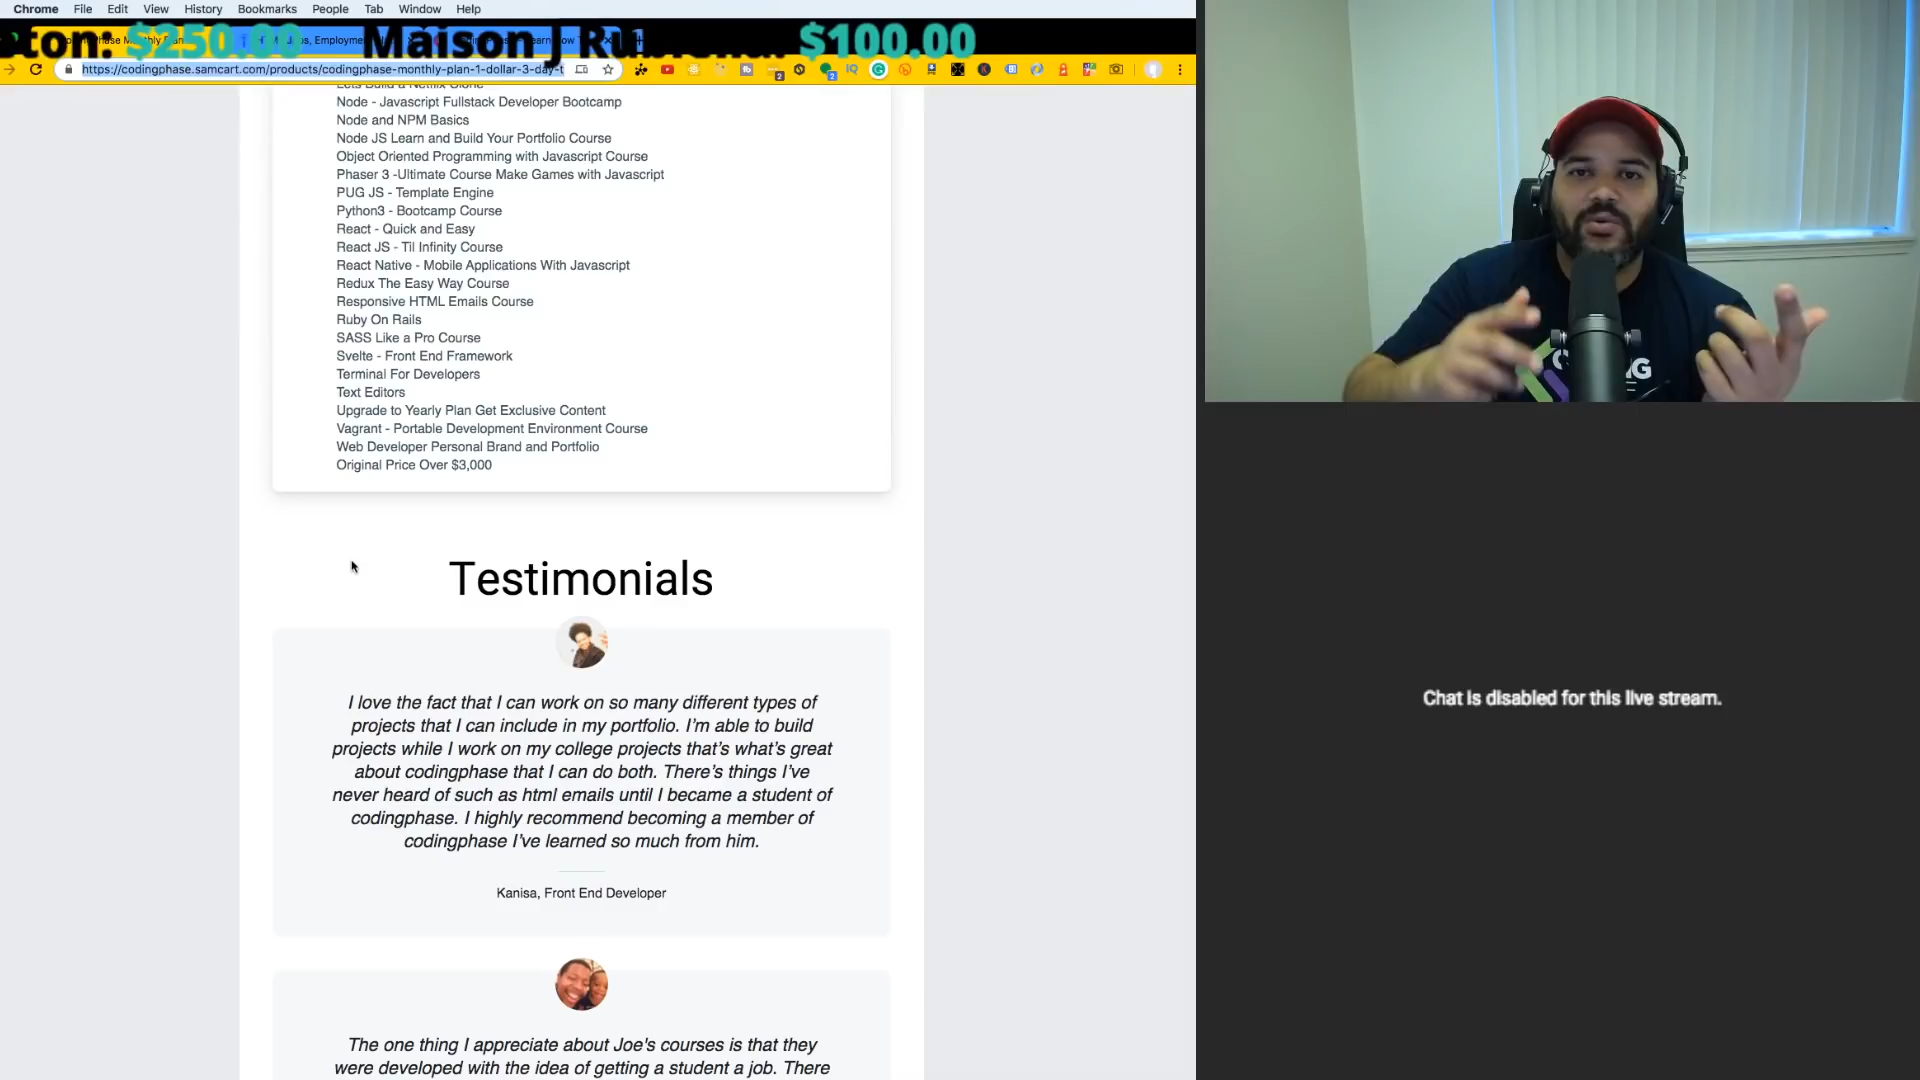 Chrome File Edit View History Bookmarks People Tab Window Help
ton: $250.00 Maison J $100.00
https://codingphase.samcart.com/products/codingphase-monthly-plan-1-dollar-3-day-t
Lets Build a Netflix Clone
Node - Javascript Fullstack Developer Bootcamp
Node and NPM Basics
Node JS Learn and Build Your Portfolio Course
Object Oriented Programming with Javascript Course
Phaser 3 -Ultimate Course Make Games with Javascript
PUG JS - Template Engine
Python3 - Bootcamp Course
React - Quick and Easy
React JS - Til Infinity Course
React Native - Mobile Applications With Javascript
Redux The Easy Way Course
Responsive HTML Emails Course
Ruby On Rails
SASS Like a Pro Course
Svelte - Front End Framework
Terminal For Developers
Text Editors
Upgrade to Yearly Plan Get Exclusive Content
Vagrant - Portable Development Environment Course
Web Developer Personal Brand and Portfolio
Original Price Over $3,000
Testimonials
I love the fact that I can work on so many different types of
projects that I can include in my portfolio. I'm able to build
projects while I work on my college projects that's what's great
about codingphase that I can do both. There's things I've
never heard of such as html emails until I became a student of
codingphase. I highly recommend becoming a member of
codingphase I've learned so much from him.
Kanisa, Front End Developer
The one thing I appreciate about Joe's courses is that they
were developed with the idea of getting a student a job. There
Chat is disabled for this live stream.